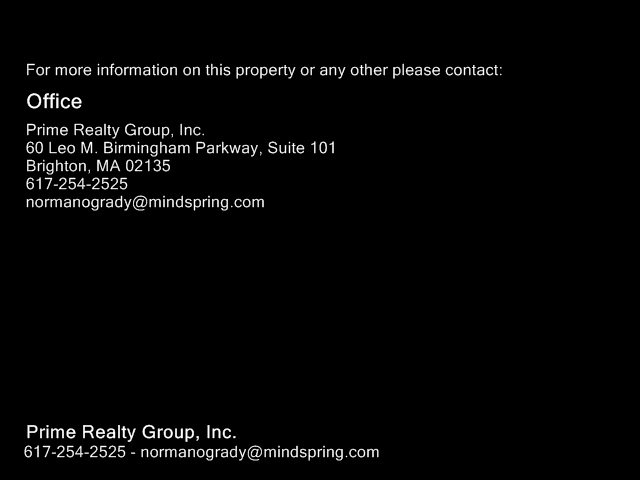 For more information on this property or any other please contact:
Office
Prime Realty Group, Inc.
60 Leo M. Birmingham Parkway, Suite 101
Brighton, MA 02135
617-254-2525
normanogrady@mindspring.com
Prime Realty Group, Inc.
617-254-2525 - normanogrady@mindspring.com